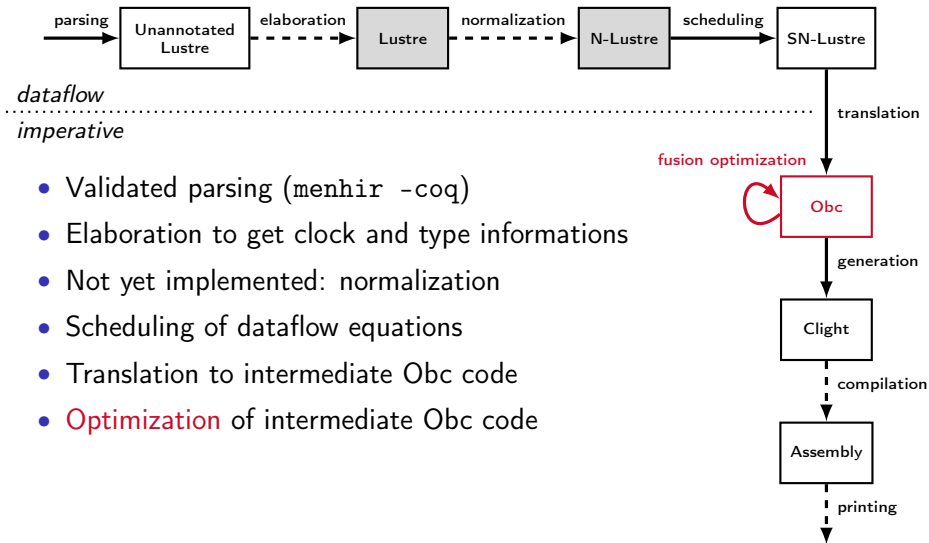 parsing
Unannotated
Lustre
elaboration
Lustre
normalization
N-Lustre
scheduling
SN-Lustre
dataflow
imperative
translation
fusion optimization
Obc
generation
Clight
compilation
Assembly
printing
• Validated parsing (menhir -coq)
• Elaboration to get clock and type informations
• Not yet implemented: normalization
• Scheduling of dataflow equations
• Translation to intermediate Obc code
• Optimization of intermediate Obc code